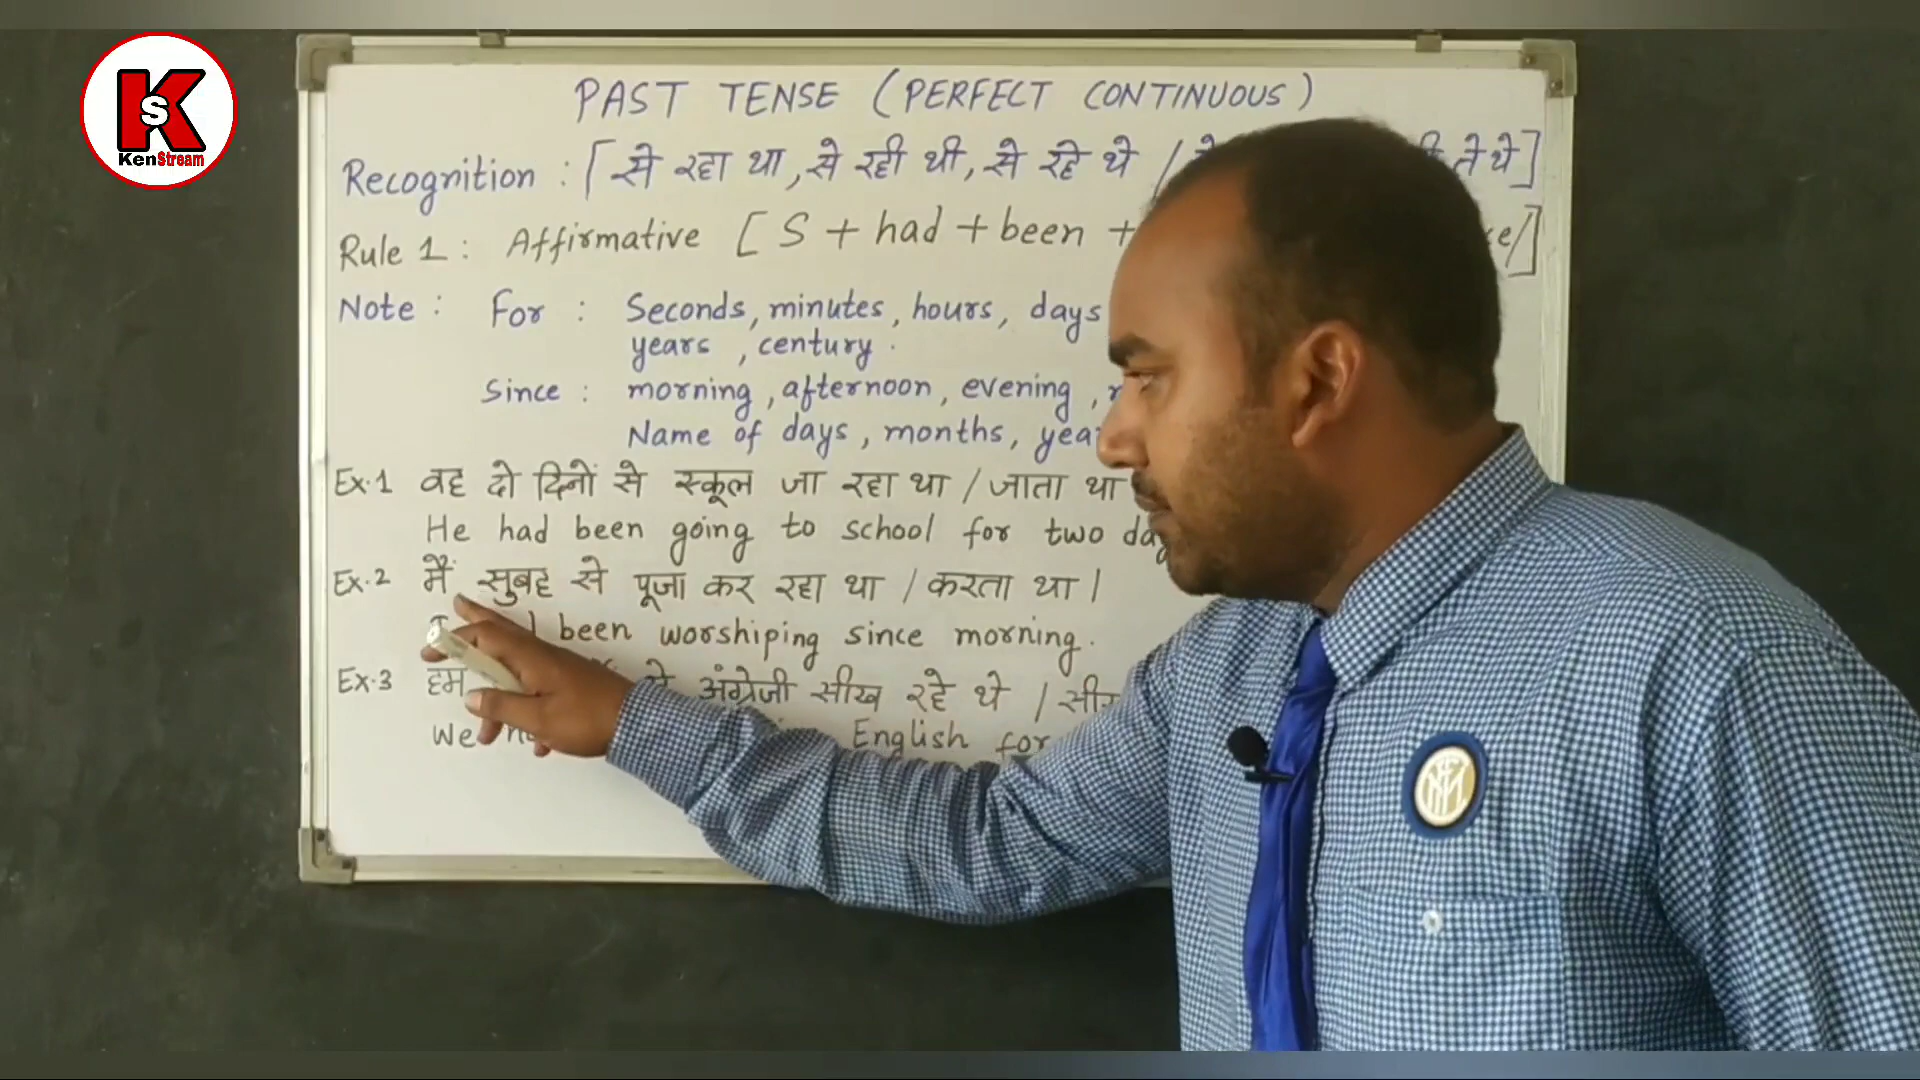 K S
KenStream
PAST TENSE (PERFECT CONTINUOUS)
Recognition : [ से रहा था, से रही थी, से रहे थे / ते थे]
Rule 1 : Affirmative [ S + had + been +
Note : For : Seconds, minutes, hours, days
years , century .
Since : morning, afternoon, evening ,
Name of days, months,
Ex.1 वह दो दिनों से स्कूल जा रहा था / जाता था
He had been going to school for two
Ex.2 मैं सुबह से पूजा कर रहा था / करता था |
been worshiping since morning.
Ex.3 हम अंग्रेजी सीख रहे थे /
We English for